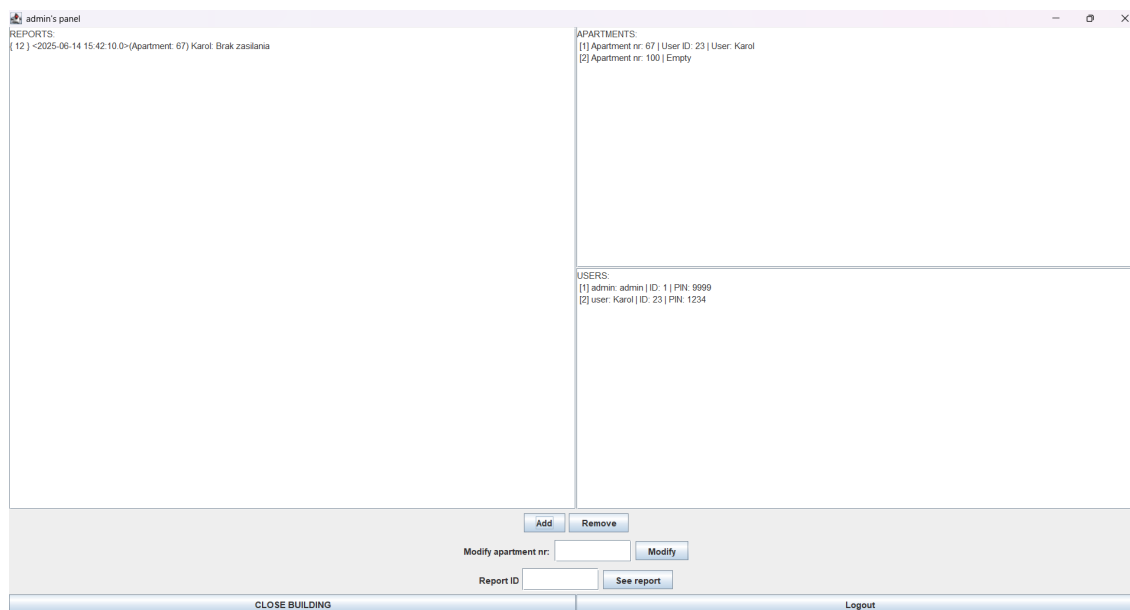 admin's panel
REPORTS:
{ 12 } <2025-06-14 15:42:10.0>(Apartment: 67) Karol: Brak zasilania
APARTMENTS:
[1] Apartment nr: 67 | User ID: 23 | User: Karol
[2] Apartment nr: 100 | Empty
USERS:
[1] admin: admin | ID: 1 | PIN: 9999
[2] user: Karol | ID: 23 | PIN: 1234
Add Remove
Modify apartment nr: Modify
Report ID See report
CLOSE BUILDING Logout